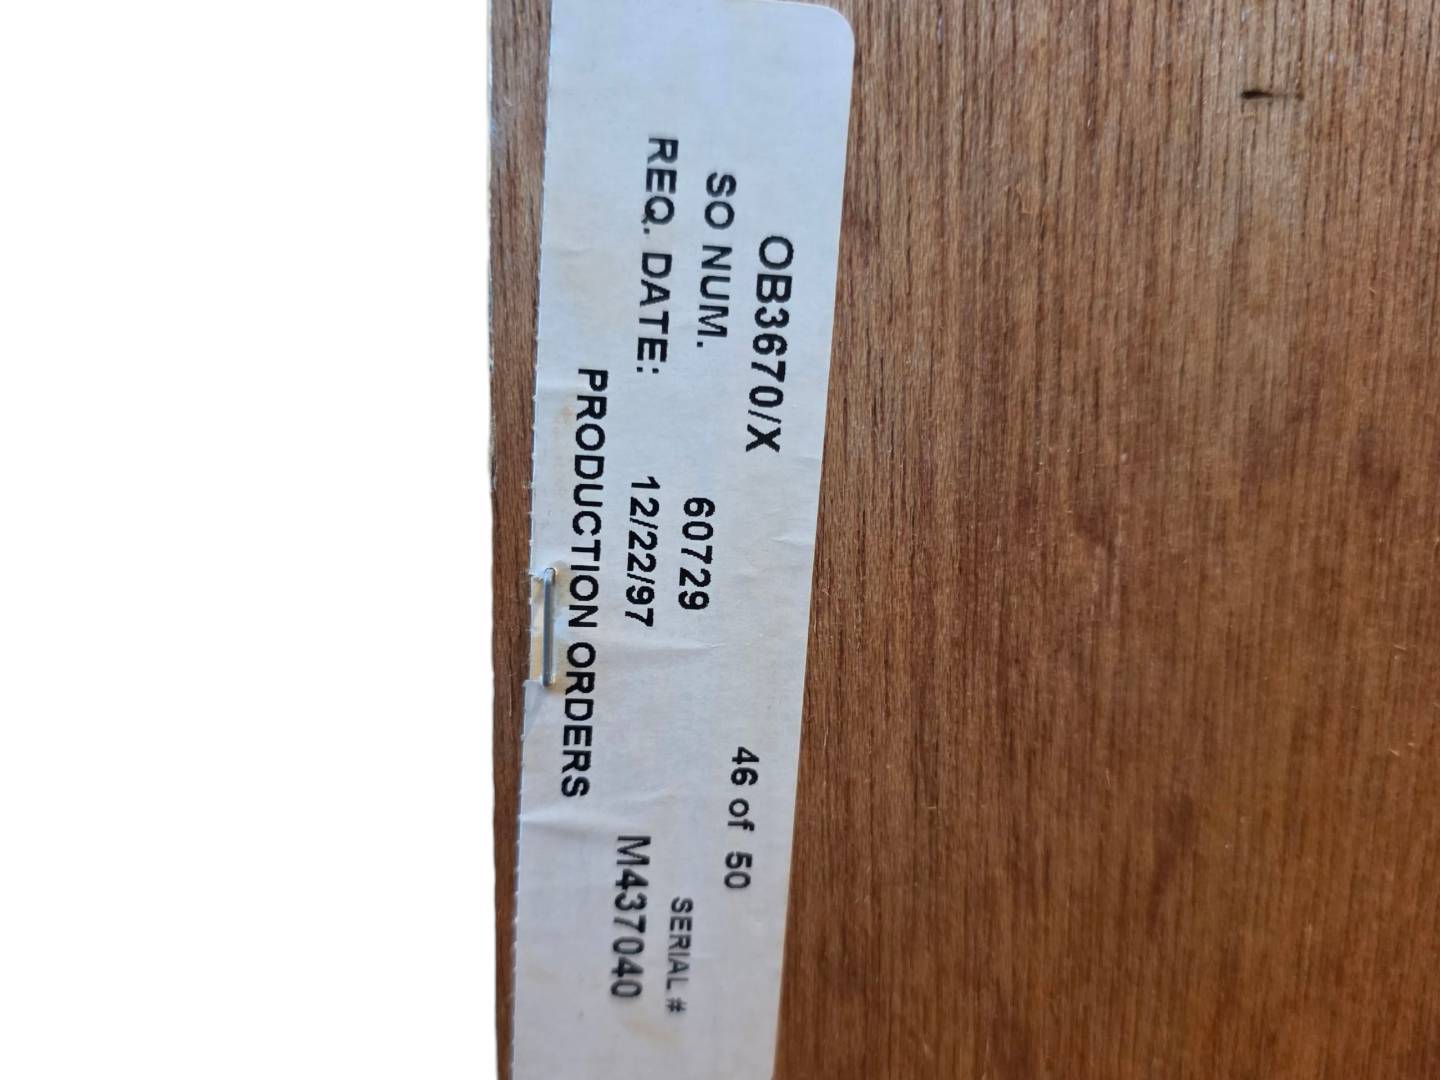 OB3670/X 46 of 50
SO NUM. 60729 SERIAL #
REQ. DATE: 12/22/97 M437040
PRODUCTION ORDERS